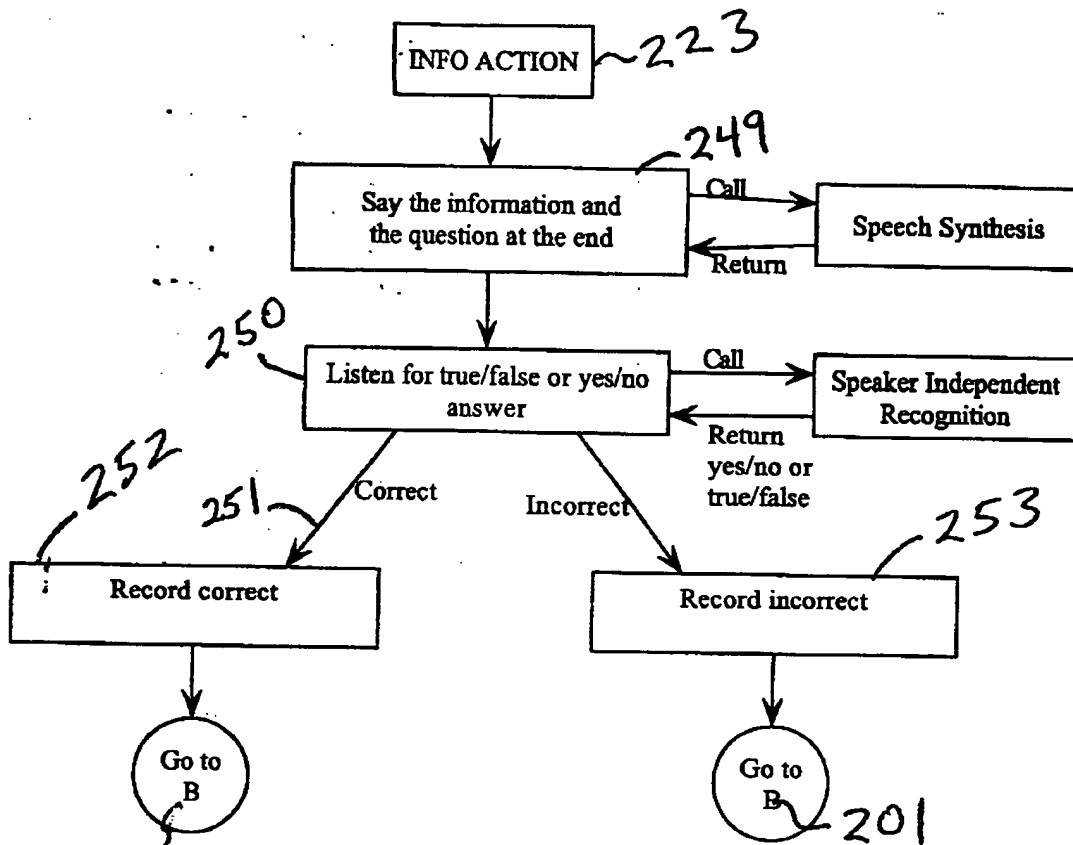 INFO ACTION
223
249
Say the information and
the question at the end
Call
Return
Speech Synthesis
250
Listen for true/false or yes/no
answer
Call
Return
yes/no or
true/false
Speaker Independent
Recognition
252
251
Correct
Incorrect
253
Record correct
Record incorrect
Go to
B
Go to
B
201